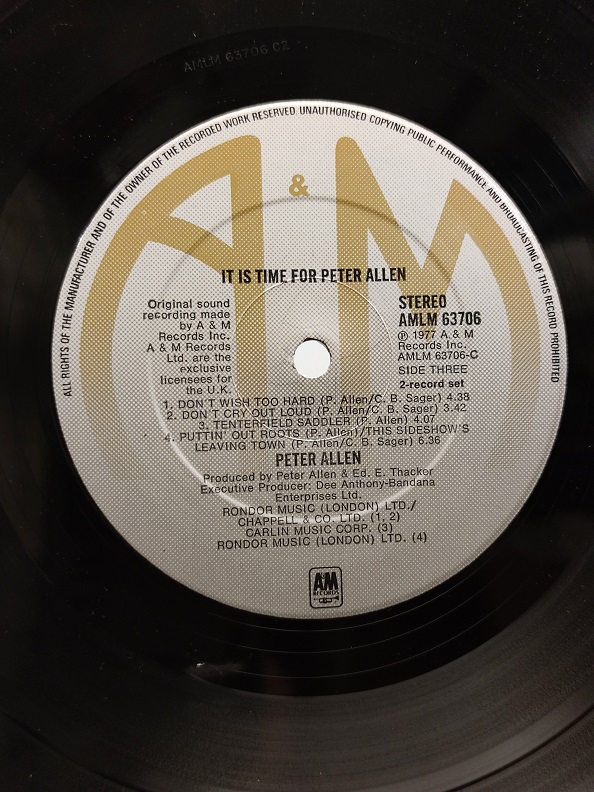 AMLM 63706 C2
ALL RIGHTS OF THE MANUFACTURER AND OF THE OWNER OF THE RECORDED WORK RESERVED UNAUTHORISED COPYING PUBLIC PERFORMANCE AND BROADCASTING OF THIS RECORD PROHIBITED
A & M
IT IS TIME FOR PETER ALLEN
Original sound
recording made
by A & M
Records Inc.
A & M Records
Ltd. are the
exclusive
licensees for
the U.K.
STEREO
AMLM 63706
℗ 1977 A. & M
Records Inc.
AMLM 63706-C
SIDE THREE
2-record set
1. DON'T WISH TOO HARD (P. Allen/C. B. Sager) 4.38
2. DON'T CRY OUT LOUD (P. Allen/C. B. Sager) 3.42
3. TENTERFIELD SADDLER (P. Allen) 4.07
4. PUTTIN' OUT ROOTS (P. Allen)/THIS SIDESHOW'S
LEAVING TOWN (P. Allen/C. B. Sager) 6.36
PETER ALLEN
Produced by Peter Allen & Ed. E. Thacker
Executive Producer: Dee Anthony-Bandana
Enterprises Ltd.
RONDOR MUSIC (LONDON) LTD./
CHAPPELL & CO. LTD. (1, 2)
CARLIN MUSIC CORP. (3)
RONDOR MUSIC (LONDON) LTD. (4)
A&M
RECORDS